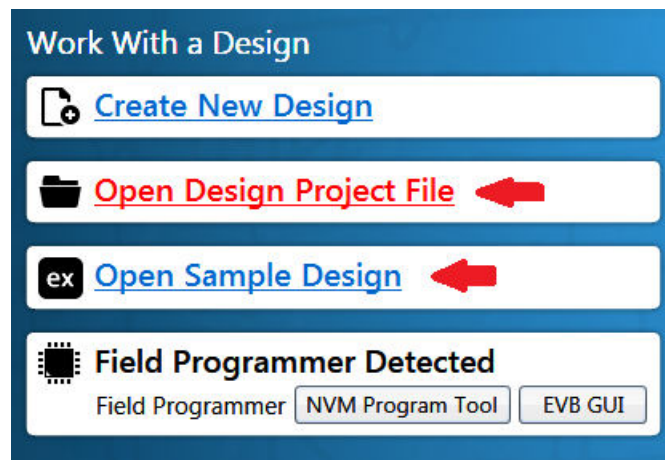 Work With a Design
Create New Design
Open Design Project File
ex Open Sample Design
Field Programmer Detected
Field Programmer NVM Program Tool EVB GUI